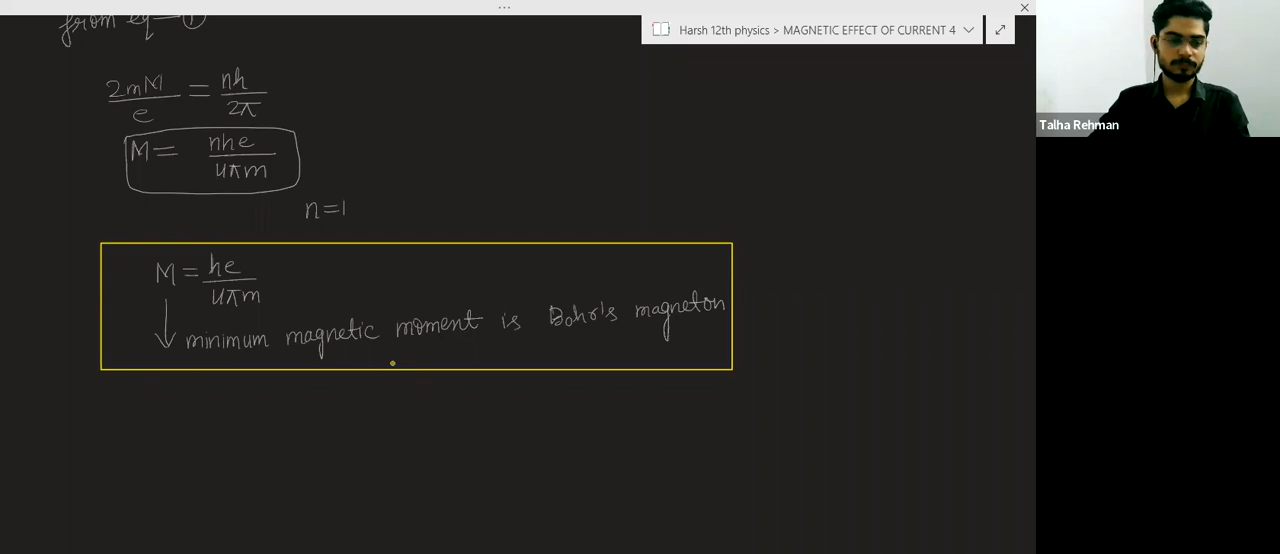 ...
Harsh 12th physics > MAGNETIC EFFECT OF CURRENT 4
Talha Rehman
from eq — ①
2mM/e = nh/2π
M = nhe/4πm
n=1
M = he/4πm
↓ minimum magnetic moment is Bohr's magneton